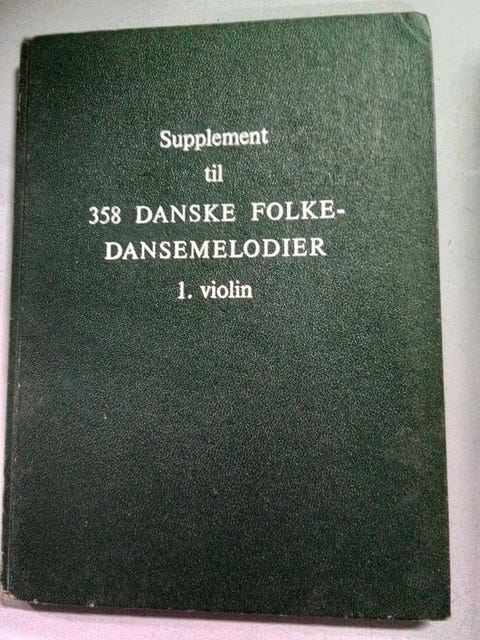 Supplement
til
358 DANSKE FOLKE-
DANSEMELODIER
1. violin